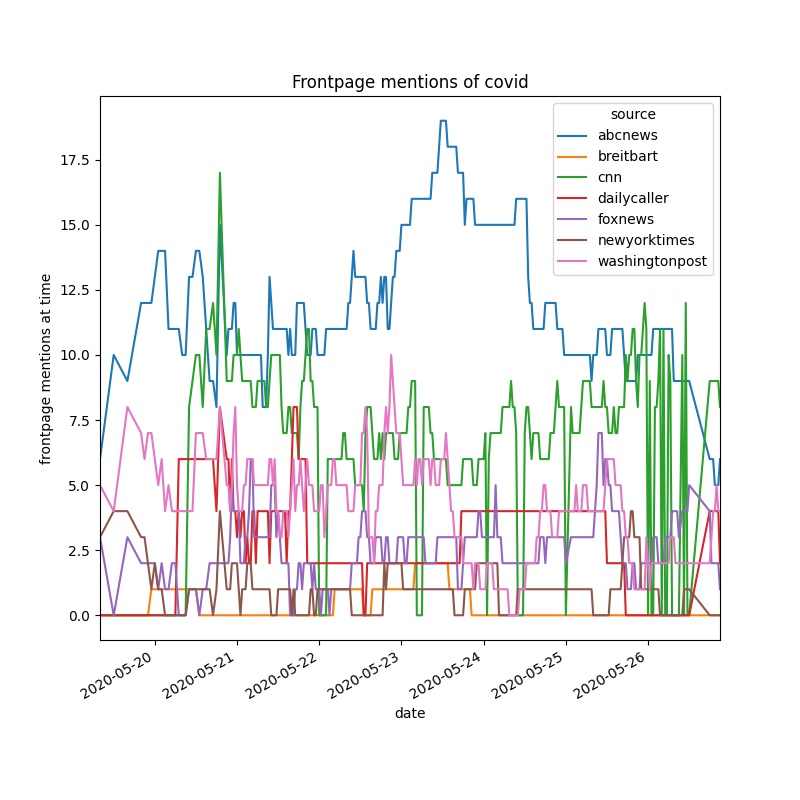 Frontpage mentions of covid
source
abcnews
breitbart
cnn
dailycaller
foxnews
newyorktimes
washingtonpost
frontpage mentions at time
17.5
15.0
12.5
10.0
7.5
5.0
2.5
0.0
2020-05-20
2020-05-21
2020-05-22
2020-05-23
2020-05-24
2020-05-25
2020-05-26
date